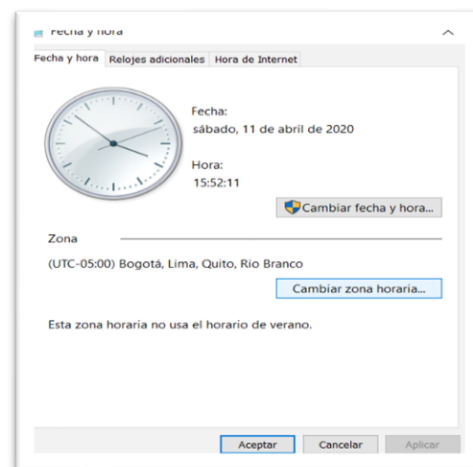 Fecha y hora
Fecha y hora Relojes adicionales Hora de Internet
Fecha:
sábado, 11 de abril de 2020
Hora:
15:52:11
Cambiar fecha y hora...
Zona
(UTC-05:00) Bogotá, Lima, Quito, Rio Branco
Cambiar zona horaria...
Esta zona horaria no usa el horario de verano.
Aceptar Cancelar Aplicar